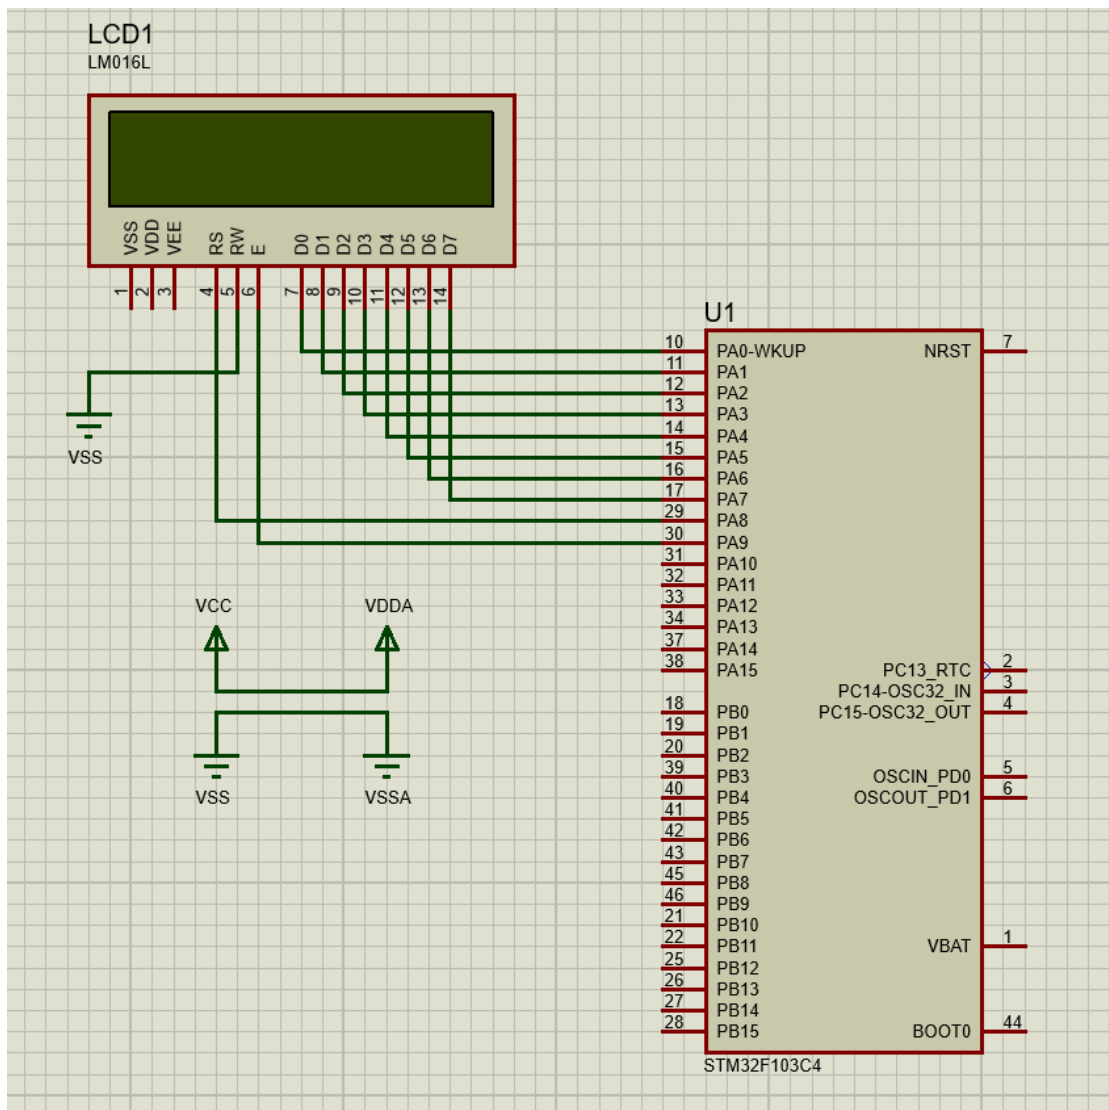 LCD1
LM016L
VSS
VDD
VEE
RS
RW
E
D0
D1
D2
D3
D4
D5
D6
D7
1
2
3
4
5
6
7
8
9
10
11
12
13
14
VSS
VCC
VDDA
VSS
VSSA
U1
10 PA0-WKUP
11 PA1
12 PA2
13 PA3
14 PA4
15 PA5
16 PA6
17 PA7
29 PA8
30 PA9
31 PA10
32 PA11
33 PA12
34 PA13
37 PA14
38 PA15
18 PB0
19 PB1
20 PB2
39 PB3
40 PB4
41 PB5
42 PB6
43 PB7
45 PB8
46 PB9
21 PB10
22 PB11
25 PB12
26 PB13
27 PB14
28 PB15
NRST 7
PC13_RTC 2
PC14-OSC32_IN 3
PC15-OSC32_OUT 4
OSCIN_PD0 5
OSCOUT_PD1 6
VBAT 1
BOOT0 44
STM32F103C4